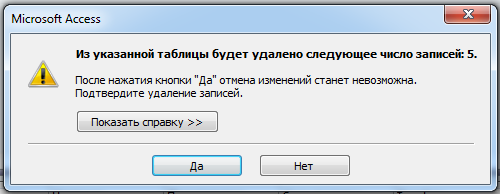 Microsoft Access
Из указанной таблицы будет удалено следующее число записей: 5.
После нажатия кнопки "Да" отмена изменений станет невозможна.
Подтвердите удаление записей.
Показать справку >>
Да
Нет